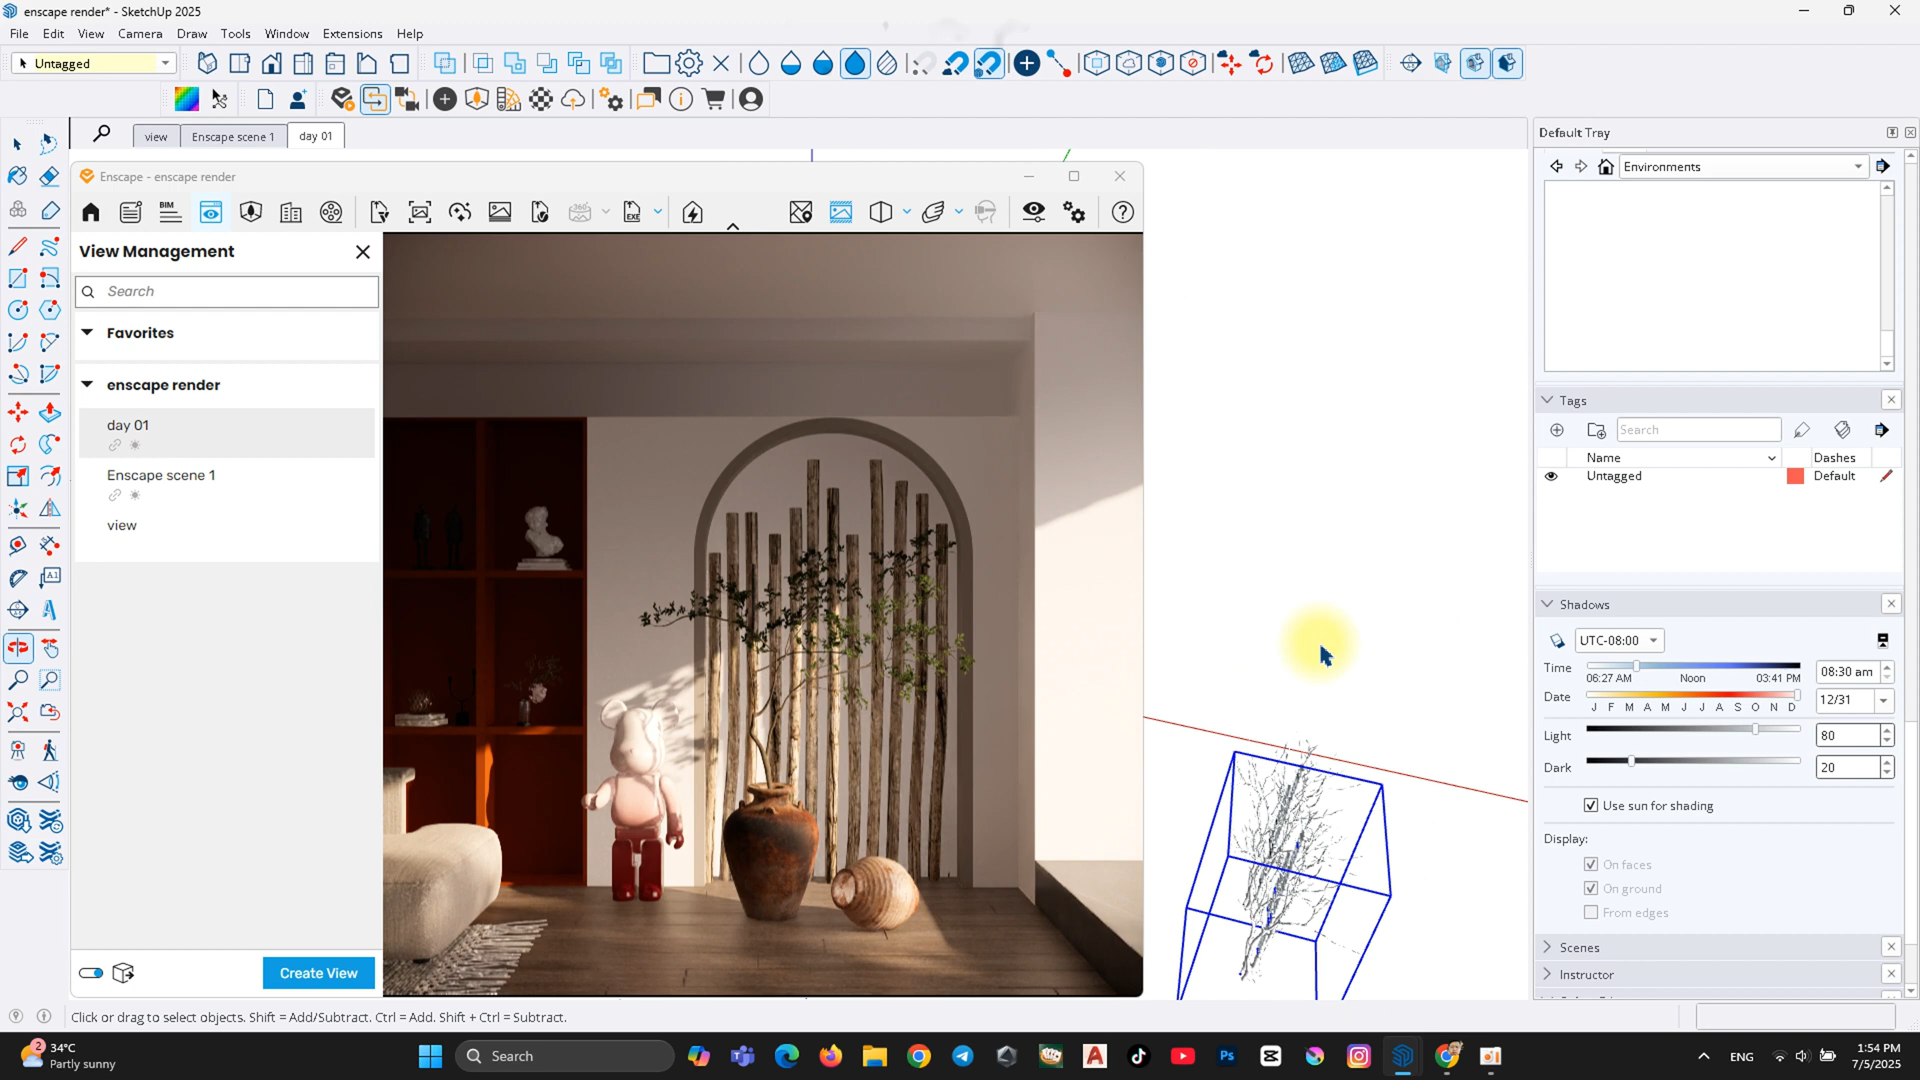 enscape render* - SketchUp 2025
File Edit View Camera Draw Tools Window Extensions Help
Untagged
view
Enscape scene 1
day 01
Default Tray
Environments
Enscape - enscape render
BIM
360°
EXE
View Management
Search
Favorites
enscape render
day 01
Enscape scene 1
view
Create View
Tags
Search
Name
Dashes
Untagged
Default
Shadows
UTC-08:00
Time
06:27 AM
Noon
03:41 PM
08:30 am
Date
J F M A M J J A S O N D
12/31
Light
80
Dark
20
Use sun for shading
Display:
On faces
On ground
From edges
Scenes
Instructor
Click or drag to select objects. Shift = Add/Subtract. Ctrl = Add. Shift + Ctrl = Subtract.
2
34°C
Partly sunny
Search
Ps
ENG
1:54 PM
7/5/2025